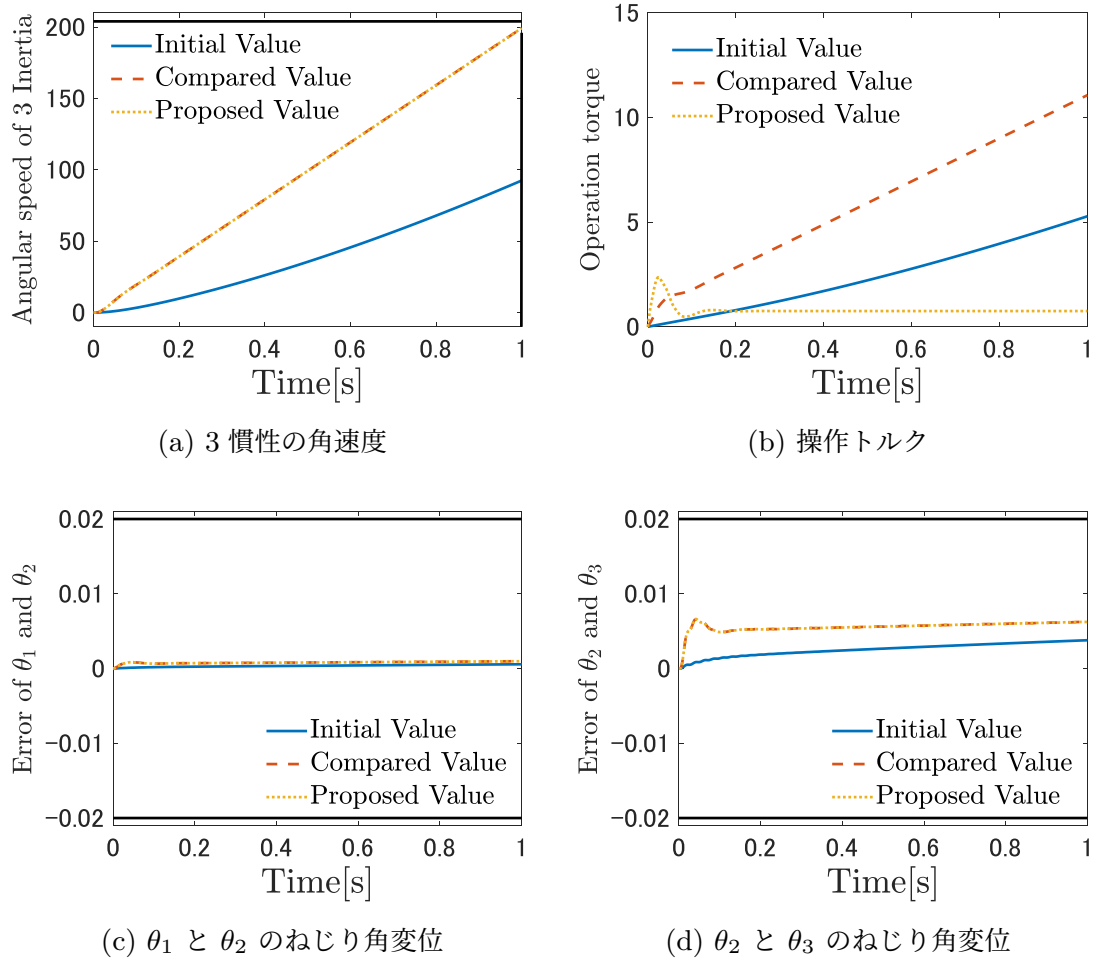 Angular speed of 3 Inertia
200
150
100
50
0
Initial Value
Compared Value
Proposed Value
0 0.2 0.4 0.6 0.8 1
Time[s]
(a) 3 慣性の角速度
Operation torque
15
10
5
0
Initial Value
Compared Value
Proposed Value
0 0.2 0.4 0.6 0.8 1
Time[s]
(b) 操作トルク
Error of θ1 and θ2
0.02
0.01
0
−0.01
−0.02
Initial Value
Compared Value
Proposed Value
0 0.2 0.4 0.6 0.8 1
Time[s]
(c) θ1 と θ2 のねじり角変位
Error of θ2 and θ3
0.02
0.01
0
−0.01
−0.02
Initial Value
Compared Value
Proposed Value
0 0.2 0.4 0.6 0.8 1
Time[s]
(d) θ2 と θ3 のねじり角変位